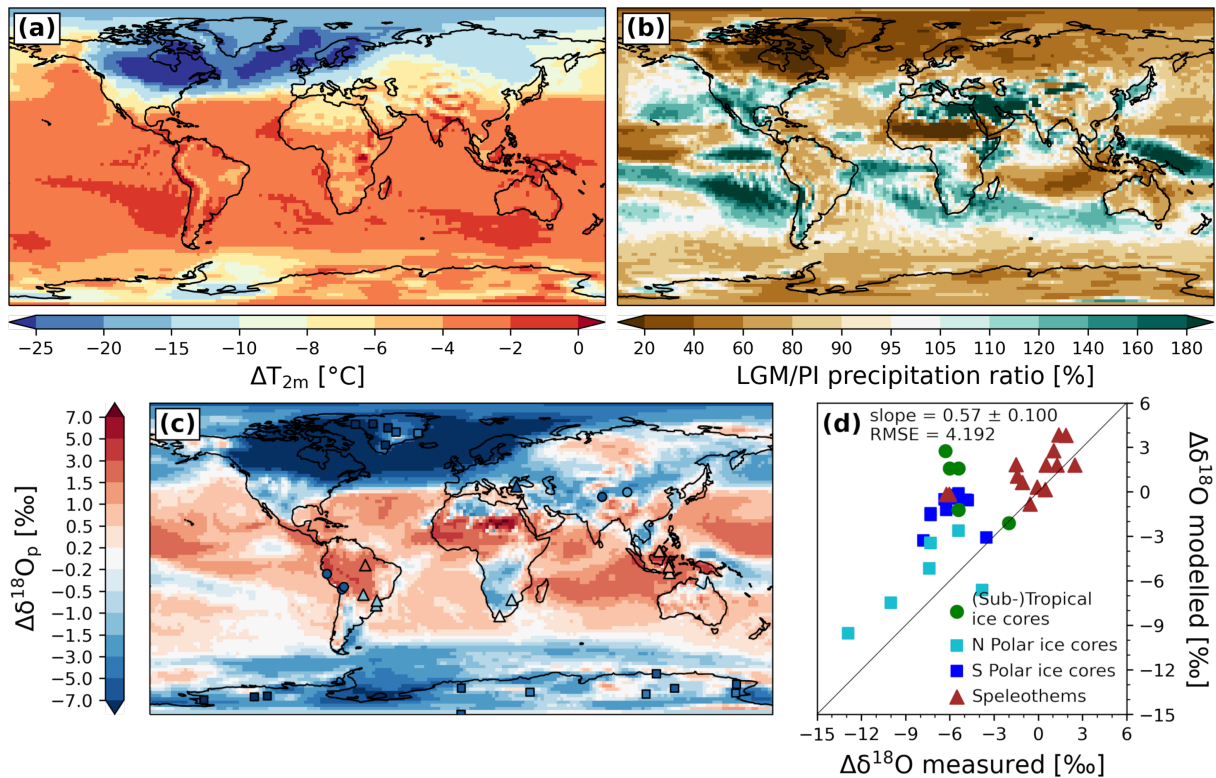 (a)
(b)
−25 −20 −15 −10 −8 −6 −4 −2 0
ΔT2m [°C]
20 40 60 80 90 95 105 110 120 140 160 180
LGM/PI precipitation ratio [%]
(c)
7.0
5.0
3.0
1.5
1.0
0.5
0.2
−0.2
−0.5
−1.0
−1.5
−3.0
−5.0
−7.0
Δδ18Op [‰]
(d)
slope = 0.57 ± 0.100
RMSE = 4.192
(Sub-)Tropical
ice cores
N Polar ice cores
S Polar ice cores
Speleothems
6
3
0
−3
−6
−9
−12
−15
Δδ18O modelled [‰]
−15 −12 −9 −6 −3 0 3 6
Δδ18O measured [‰]